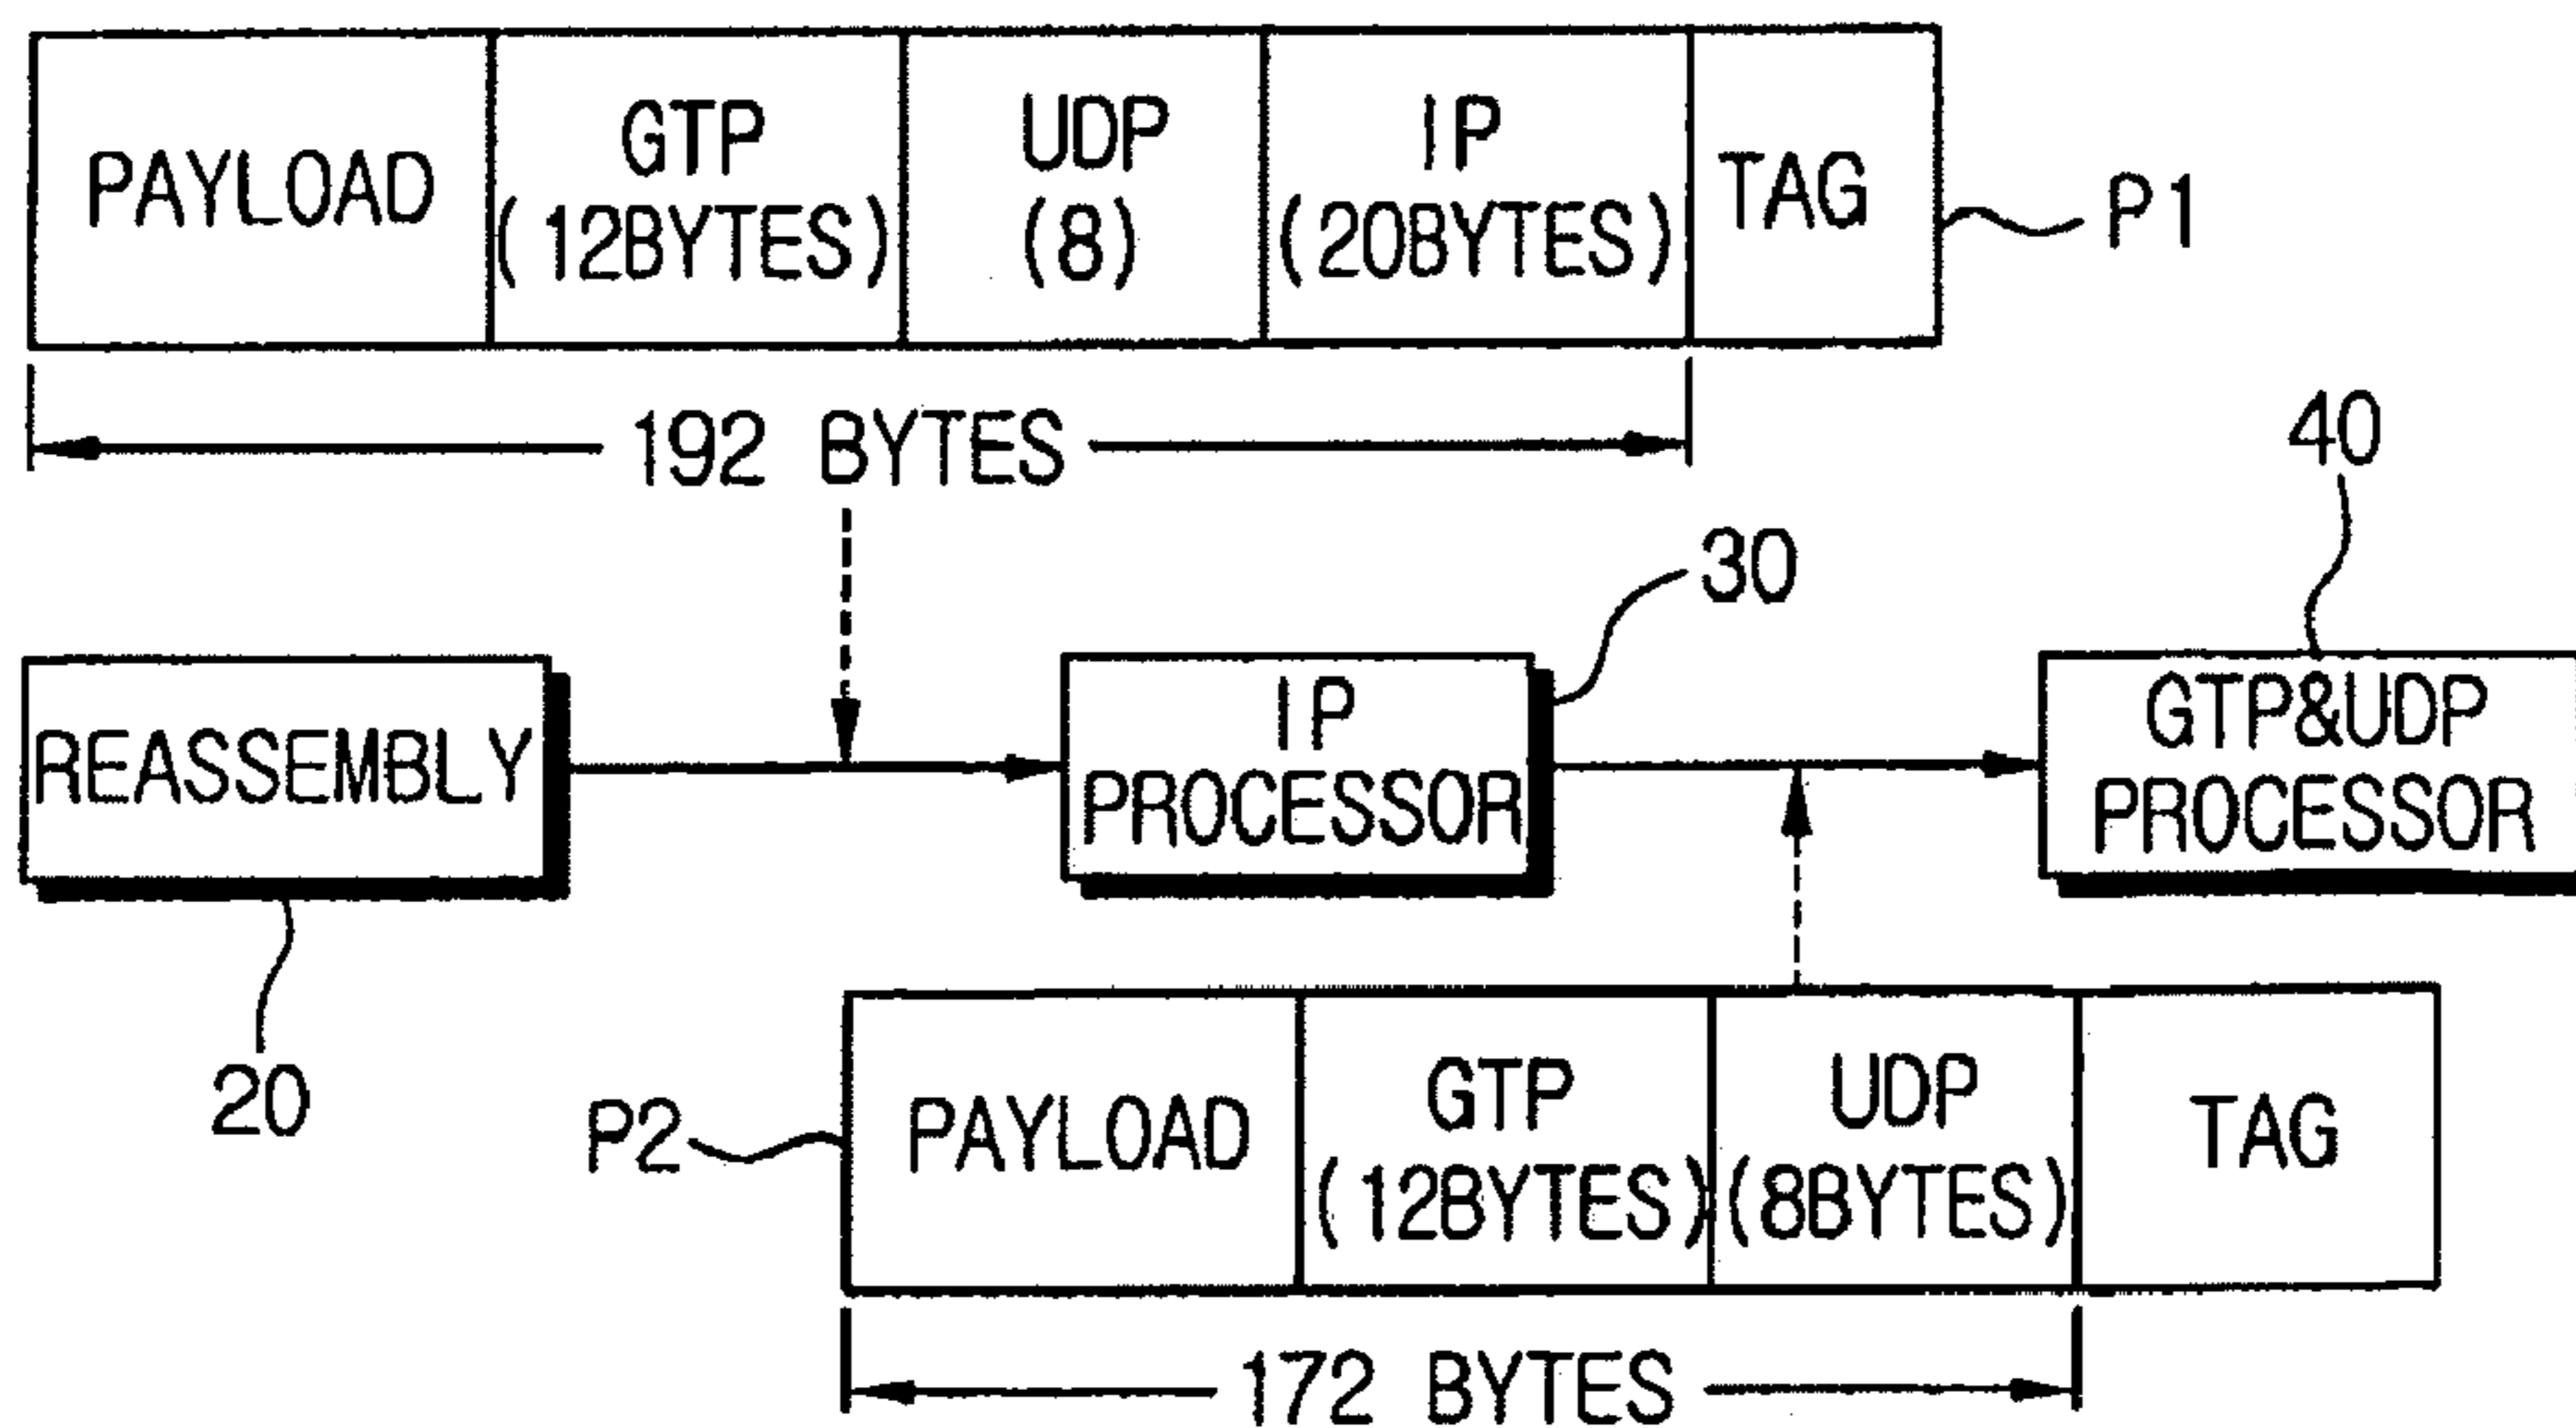 PAYLOAD
GTP
(12BYTES)
UDP
(8)
IP
(20BYTES)
TAG
P1
192 BYTES
40
30
REASSEMBLY
IP
PROCESSOR
GTP&UDP
PROCESSOR
20
P2
PAYLOAD
GTP
(12BYTES)
UDP
(8BYTES)
TAG
172 BYTES